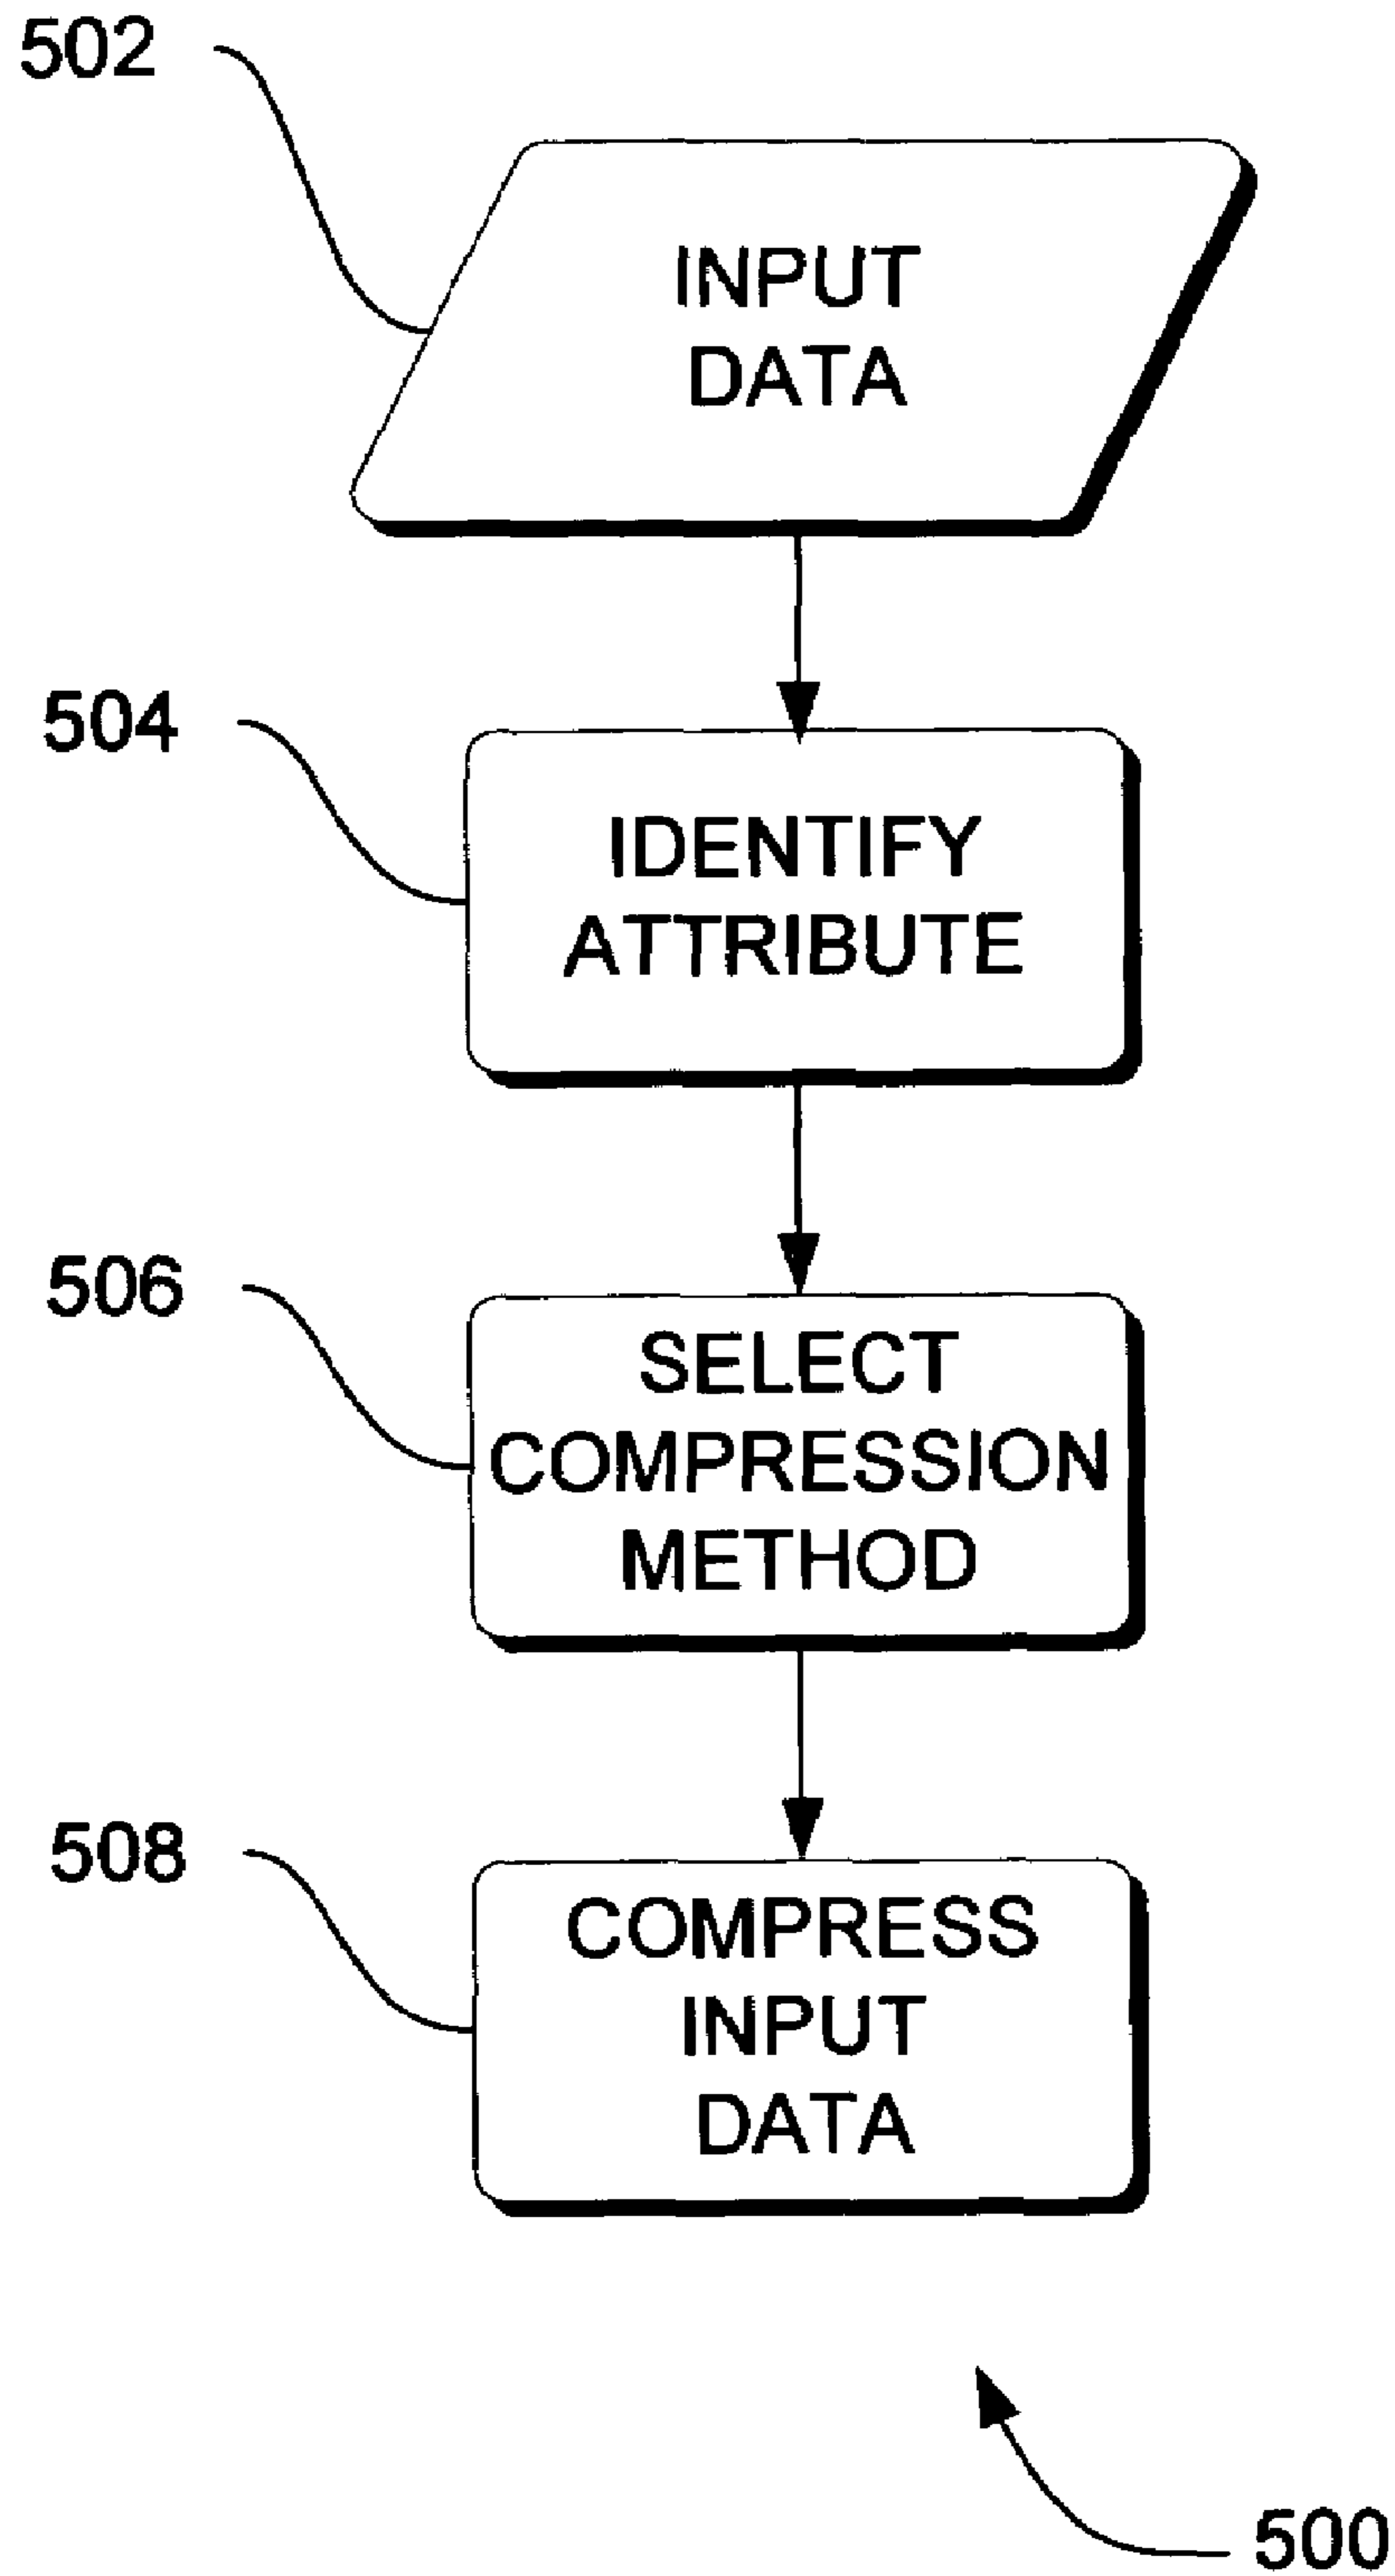 502
INPUT
DATA
504
IDENTIFY
ATTRIBUTE
506
SELECT
COMPRESSION
METHOD
508
COMPRESS
INPUT
DATA
500